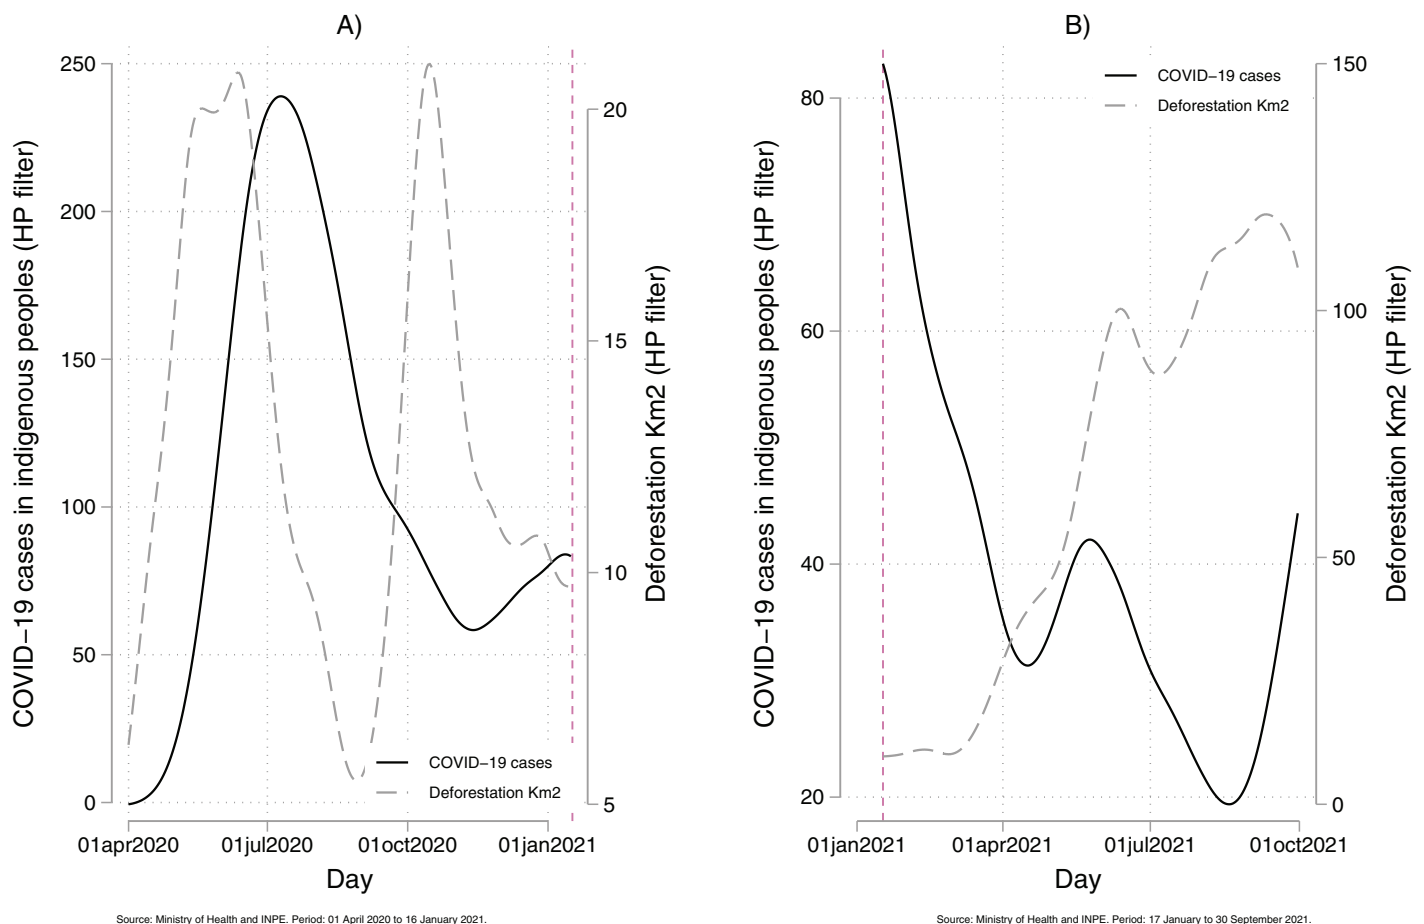 A)
COVID−19 cases in indigenous peoples (HP filter)
250
200
150
100
50
0
20
15
10
5
Deforestation Km2 (HP filter)
COVID−19 cases
Deforestation Km2
01apr2020 01jul2020 01oct2020 01jan2021
Day
Source: Ministry of Health and INPE. Period: 01 April 2020 to 16 January 2021.
B)
COVID−19 cases in indigenous peoples (HP filter)
80
60
40
20
COVID−19 cases
Deforestation Km2
150
100
50
0
Deforestation Km2 (HP filter)
01jan2021 01apr2021 01jul2021 01oct2021
Day
Source: Ministry of Health and INPE. Period: 17 January to 30 September 2021.